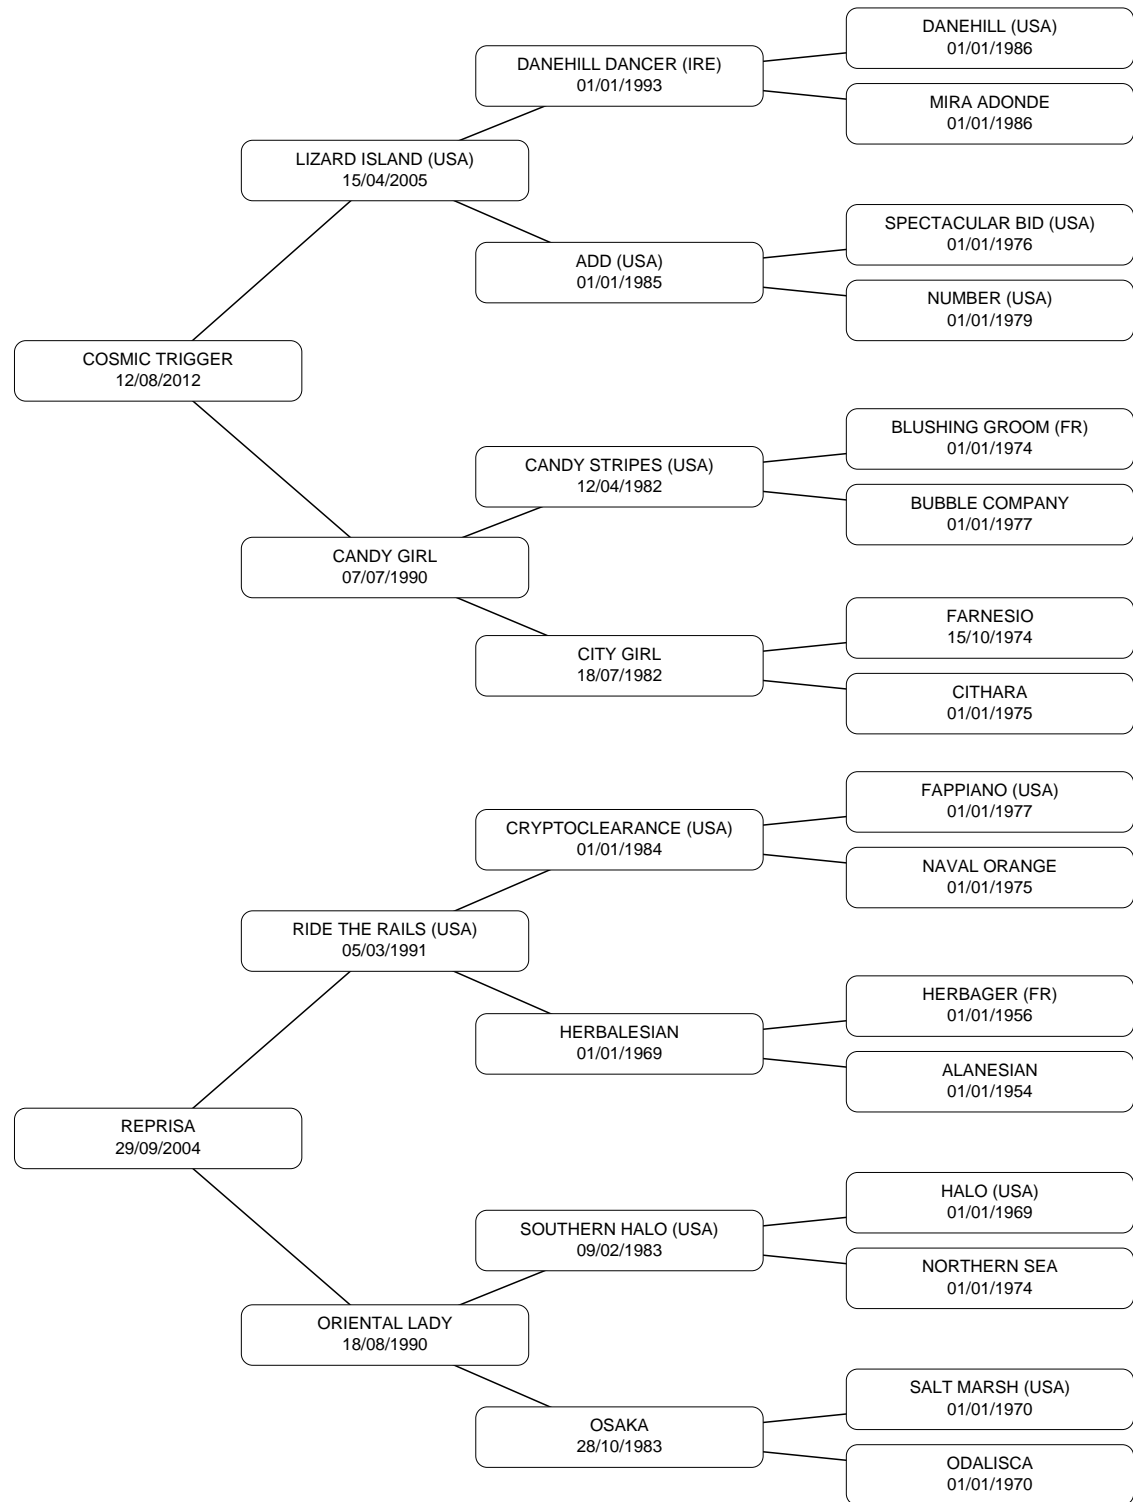 DANEHILL (USA)
01/01/1986
DANEHILL DANCER (IRE)
01/01/1993
MIRA ADONDE
01/01/1986
LIZARD ISLAND (USA)
15/04/2005
SPECTACULAR BID (USA)
01/01/1976
ADD (USA)
01/01/1985
NUMBER (USA)
01/01/1979
COSMIC TRIGGER
12/08/2012
BLUSHING GROOM (FR)
01/01/1974
CANDY STRIPES (USA)
12/04/1982
BUBBLE COMPANY
01/01/1977
CANDY GIRL
07/07/1990
FARNESIO
15/10/1974
CITY GIRL
18/07/1982
CITHARA
01/01/1975
FAPPIANO (USA)
01/01/1977
CRYPTOCLEARANCE (USA)
01/01/1984
NAVAL ORANGE
01/01/1975
RIDE THE RAILS (USA)
05/03/1991
HERBAGER (FR)
01/01/1956
HERBALESIAN
01/01/1969
ALANESIAN
01/01/1954
REPRISA
29/09/2004
HALO (USA)
01/01/1969
SOUTHERN HALO (USA)
09/02/1983
NORTHERN SEA
01/01/1974
ORIENTAL LADY
18/08/1990
SALT MARSH (USA)
01/01/1970
OSAKA
28/10/1983
ODALISCA
01/01/1970